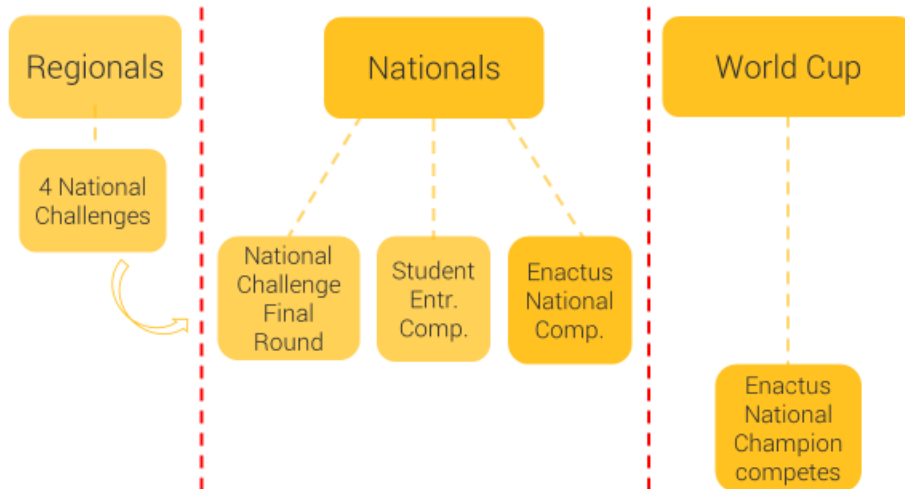 Regionals
4 National
Challenges
Nationals
National
Challenge
Final
Round
Student
Entr.
Comp.
Enactus
National
Comp.
World Cup
Enactus
National
Champion
competes